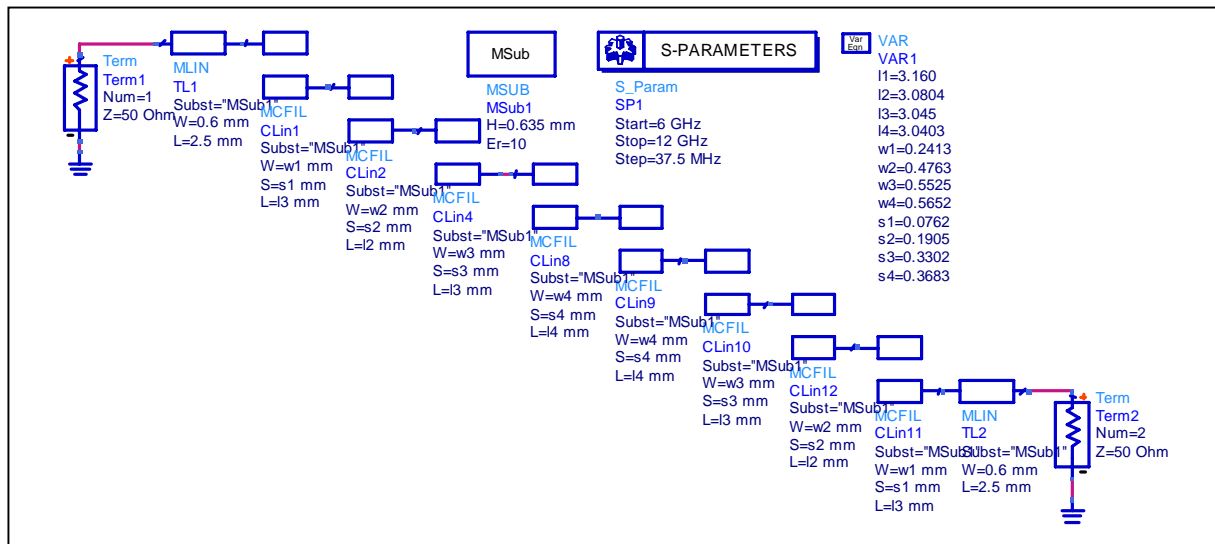 Term
Term1
Num=1
Z=50 Ohm
MLIN
TL1
Subst="MSub1"
W=0.6 mm
L=2.5 mm
MCFIL
CLin1
Subst="MSub1"
W=w1 mm
S=s1 mm
L=l3 mm
MCFIL
CLin2
Subst="MSub1"
W=w2 mm
S=s2 mm
L=l2 mm
MCFIL
CLin4
Subst="MSub1"
W=w3 mm
S=s3 mm
L=l3 mm
MCFIL
CLin8
Subst="MSub1"
W=w4 mm
S=s4 mm
L=l4 mm
MCFIL
CLin9
Subst="MSub1"
W=w4 mm
S=s4 mm
L=l4 mm
MCFIL
CLin10
Subst="MSub1"
W=w3 mm
S=s3 mm
L=l3 mm
MCFIL
CLin12
Subst="MSub1"
W=w2 mm
S=s2 mm
L=l2 mm
MCFIL
CLin11
Subst="MSub1"
W=w1 mm
S=s1 mm
L=l3 mm
MLIN
TL2
Subst="MSub1"
W=0.6 mm
L=2.5 mm
Term
Term2
Num=2
Z=50 Ohm
MSub
MSUB
MSub1
H=0.635 mm
Er=10
S-PARAMETERS
S_Param
SP1
Start=6 GHz
Stop=12 GHz
Step=37.5 MHz
Var
Eqn
VAR
VAR1
l1=3.160
l2=3.0804
l3=3.045
l4=3.0403
w1=0.2413
w2=0.4763
w3=0.5525
w4=0.5652
s1=0.0762
s2=0.1905
s3=0.3302
s4=0.3683